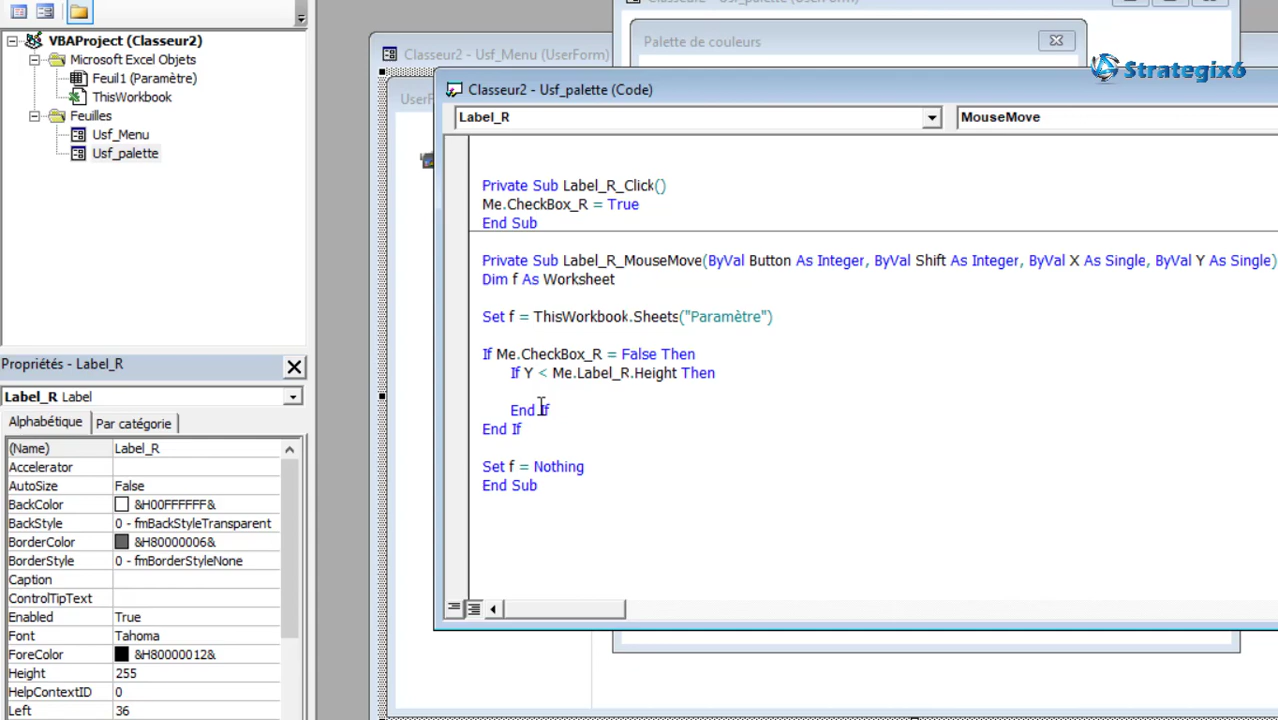 Classeur2 - Usf_palette (UserForm)
VBAProject (Classeur2)
Microsoft Excel Objets
Feuil1 (Paramètre)
ThisWorkbook
Feuilles
Usf_Menu
Usf_palette
Palette de couleurs
Classeur2 - Usf_Menu (UserForm)
Strategix6
UserF
Classeur2 - Usf_palette (Code)
Label_R
MouseMove
Private Sub Label_R_Click()
Me.CheckBox_R = True
End Sub
Private Sub Label_R_MouseMove(ByVal Button As Integer, ByVal Shift As Integer, ByVal X As Single, ByVal Y As Single)
Dim f As Worksheet
Set f = ThisWorkbook.Sheets("Paramètre")
If Me.CheckBox_R = False Then
If Y < Me.Label_R.Height Then
End If
End If
Set f = Nothing
End Sub
Propriétés - Label_R
Label_R Label
Alphabétique
Par catégorie
(Name) Label_R
Accelerator
AutoSize False
BackColor &H00FFFFFF&
BackStyle 0 - fmBackStyleTransparent
BorderColor &H80000006&
BorderStyle 0 - fmBorderStyleNone
Caption
ControlTipText
Enabled True
Font Tahoma
ForeColor &H80000012&
Height 255
HelpContextID 0
Left 36